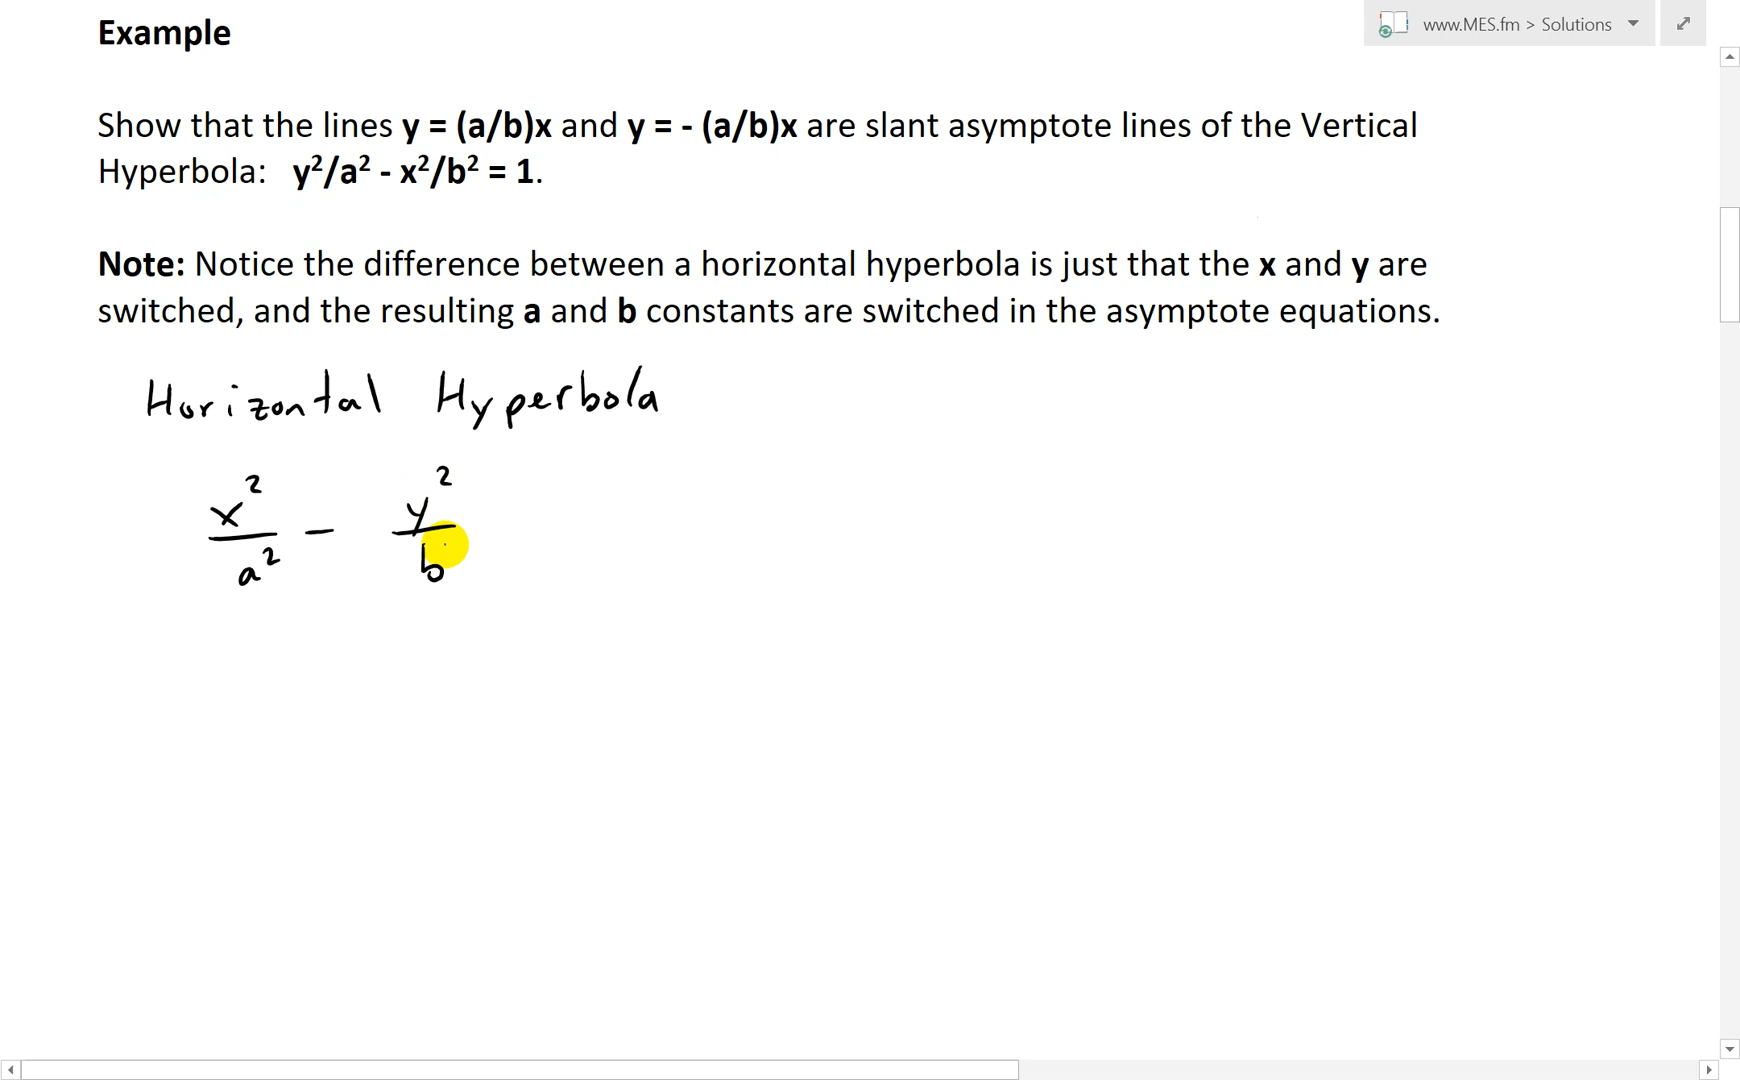 Example
www.MES.fm > Solutions
Show that the lines y = (a/b)x and y = - (a/b)x are slant asymptote lines of the Vertical
Hyperbola: y²/a² - x²/b² = 1.
Note: Notice the difference between a horizontal hyperbola is just that the x and y are
switched, and the resulting a and b constants are switched in the asymptote equations.
Horizontal Hyperbola
x²/a² - y²/b